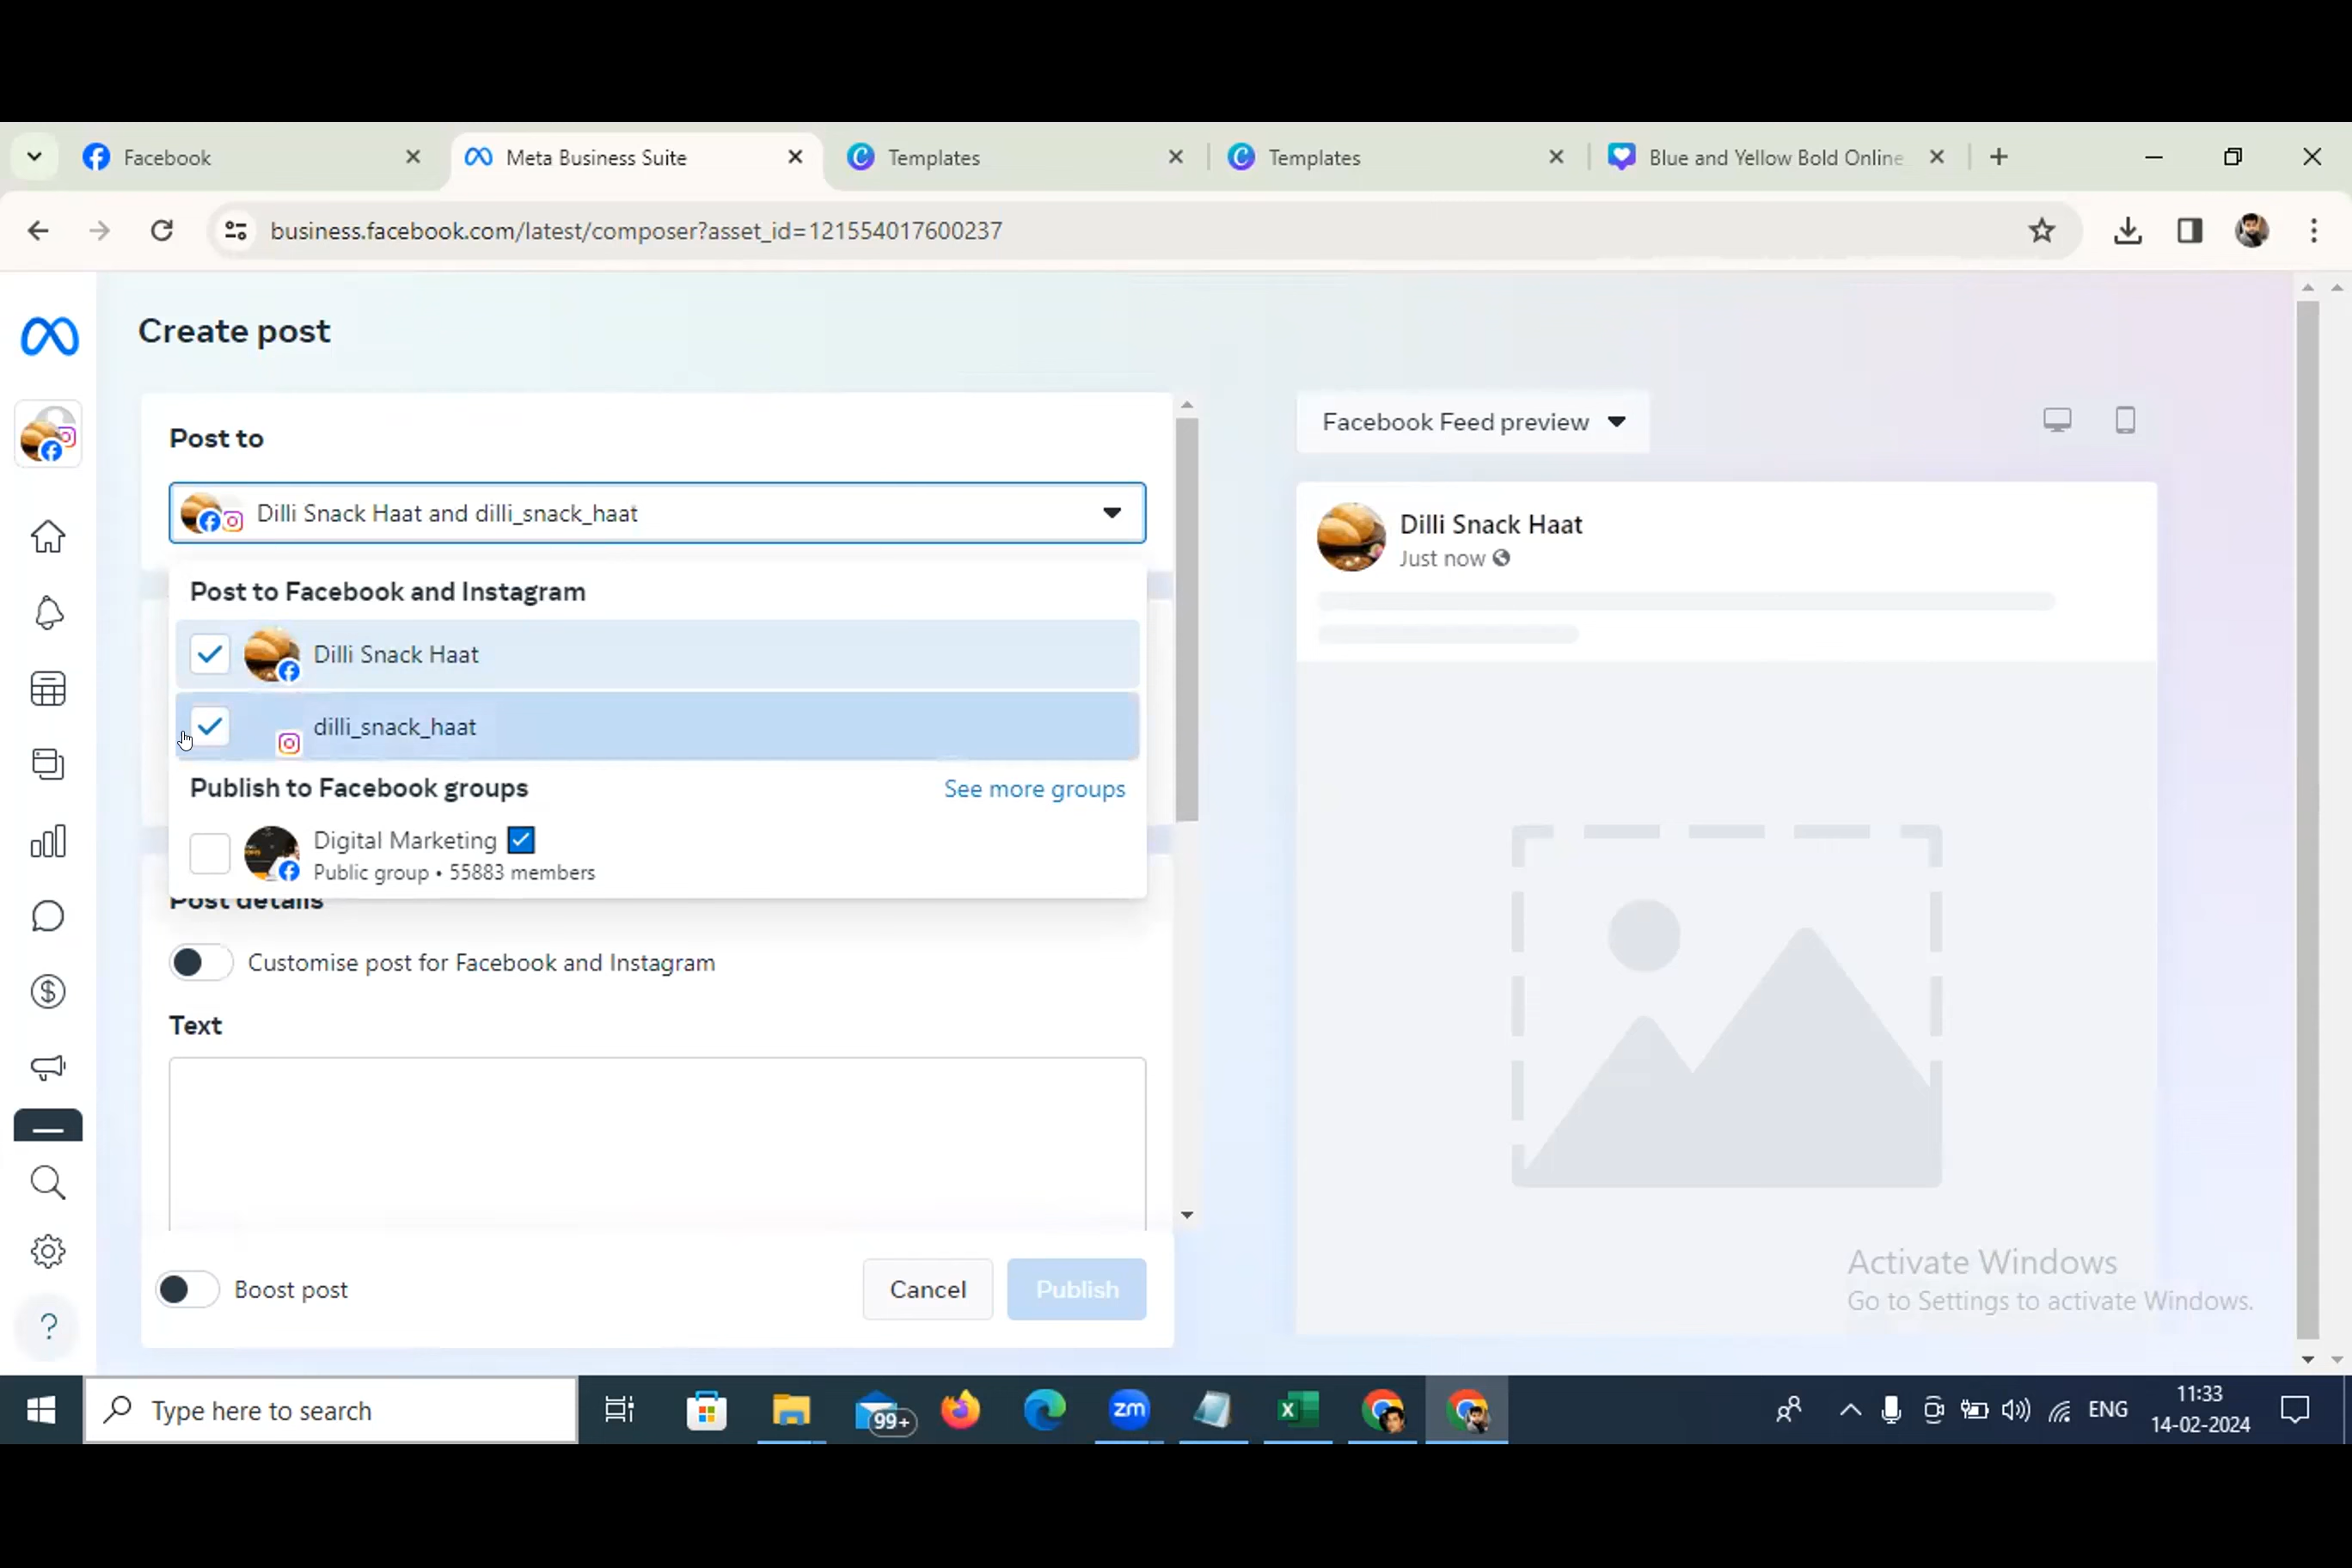 Facebook
Meta Business Suite
Templates
Templates
Blue and Yellow Bold Online
business.facebook.com/latest/composer?asset_id=121554017600237
Create post
Post to
Dilli Snack Haat and dilli_snack_haat
Post to Facebook and Instagram
Dilli Snack Haat
dilli_snack_haat
Publish to Facebook groups
See more groups
Digital Marketing
Public group • 55883 members
Post details
Customise post for Facebook and Instagram
Text
Boost post
Cancel
Publish
Facebook Feed preview
Dilli Snack Haat
Just now
Activate Windows
Go to Settings to activate Windows.
Type here to search
99+
zm
ENG
11:33
14-02-2024